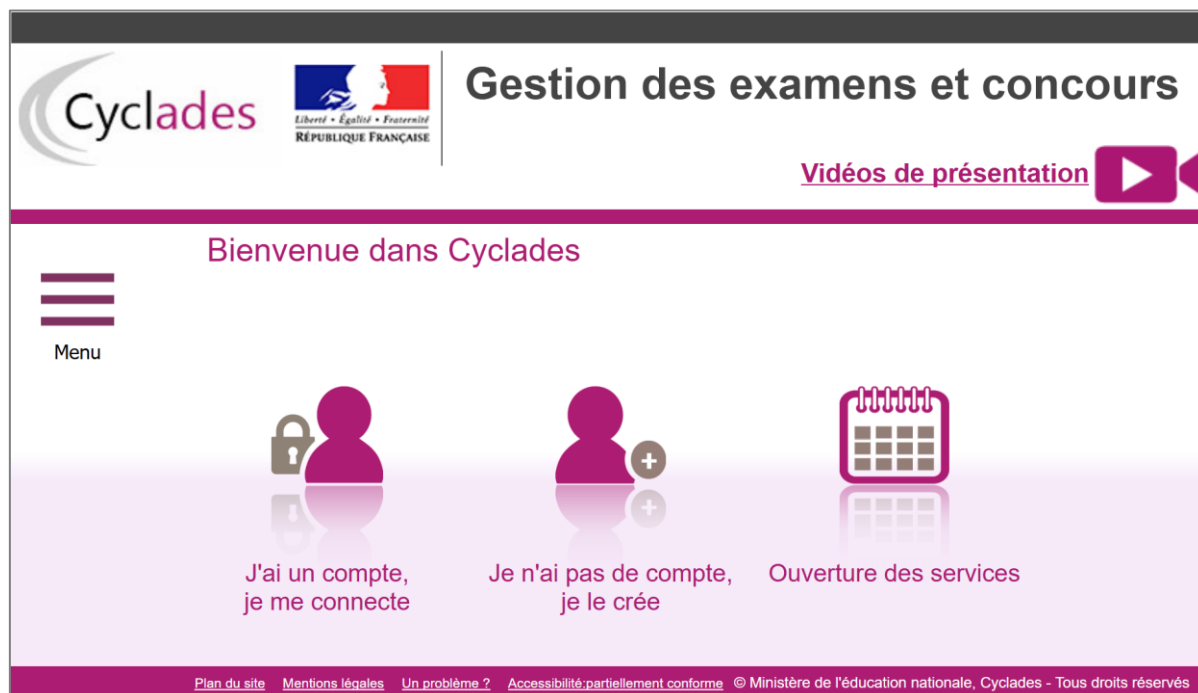 Cyclades
Liberté • Égalité • Fraternité
RÉPUBLIQUE FRANÇAISE
Gestion des examens et concours
Vidéos de présentation
Bienvenue dans Cyclades
Menu
J'ai un compte,
je me connecte
Je n'ai pas de compte,
je le crée
Ouverture des services
Plan du site Mentions légales Un problème ? Accessibilité:partiellement conforme © Ministère de l'éducation nationale, Cyclades - Tous droits réservés